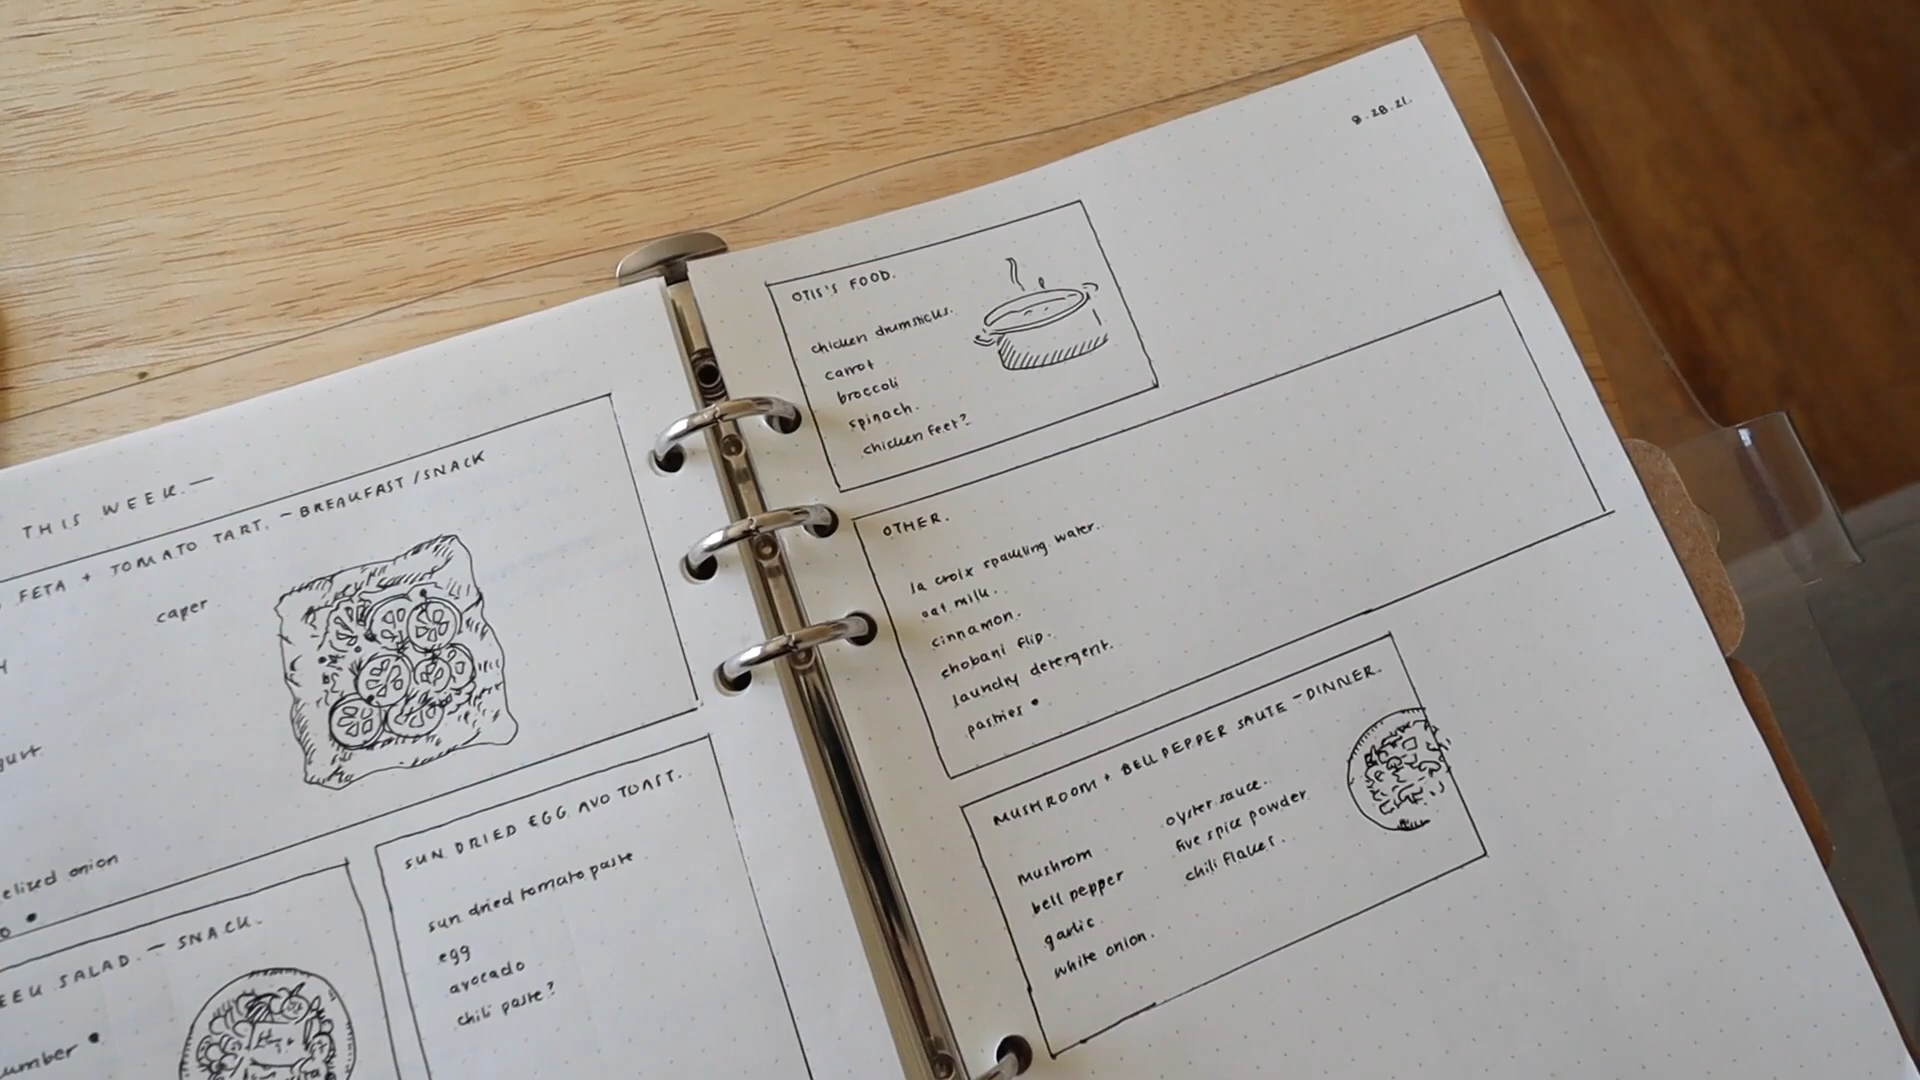 THIS WEEK.—
FETA + TOMATO TART. — BREAKFAST/SNACK
caper
elized onion
EEK SALAD. — SNACK.
umber •
SUN DRIED EGG AVO TOAST.
sun dried tomato paste
egg
avocado
chili paste?
8.28.21.
OTIS'S FOOD.
chicken drumsticks.
carrot
broccoli
spinach.
chicken feet?
OTHER.
la croix sparkling water.
oat milk.
cinnamon.
chobani flip.
laundry detergent.
pastries •
MUSHROOM + BELL PEPPER SAUTE — DINNER.
mushrom
bell pepper
garlic.
white onion.
oyster sauce..
five spice powder
chili flakes.